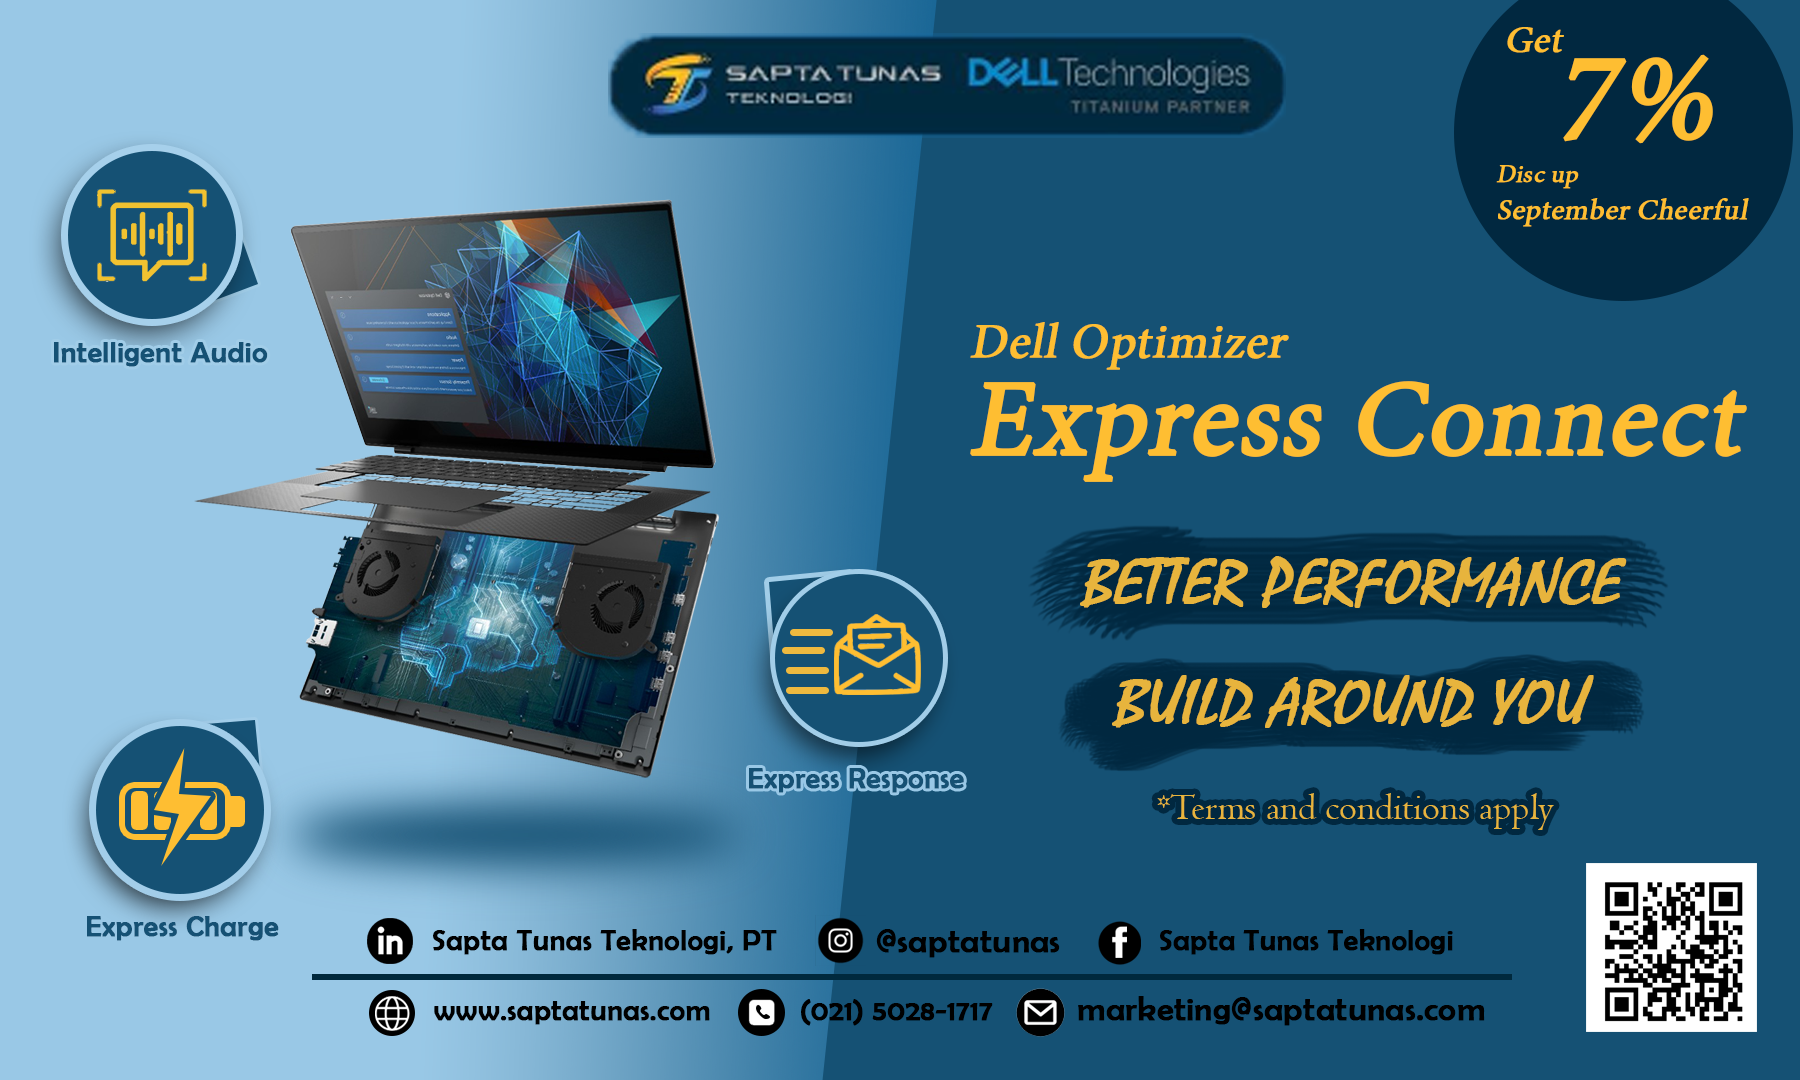 SAPTA TUNAS
TEKNOLOGI
DELL Technologies
TITANIUM PARTNER
Get
7%
Disc up
September Cheerful
Intelligent Audio
Dell Optimizer
Express Connect
BETTER PERFORMANCE
BUILD AROUND YOU
*Terms and conditions apply
Express Response
Express Charge
in Sapta Tunas Teknologi, PT
@saptatunas
f Sapta Tunas Teknologi
www.saptatunas.com
(021) 5028-1717
marketing@saptatunas.com